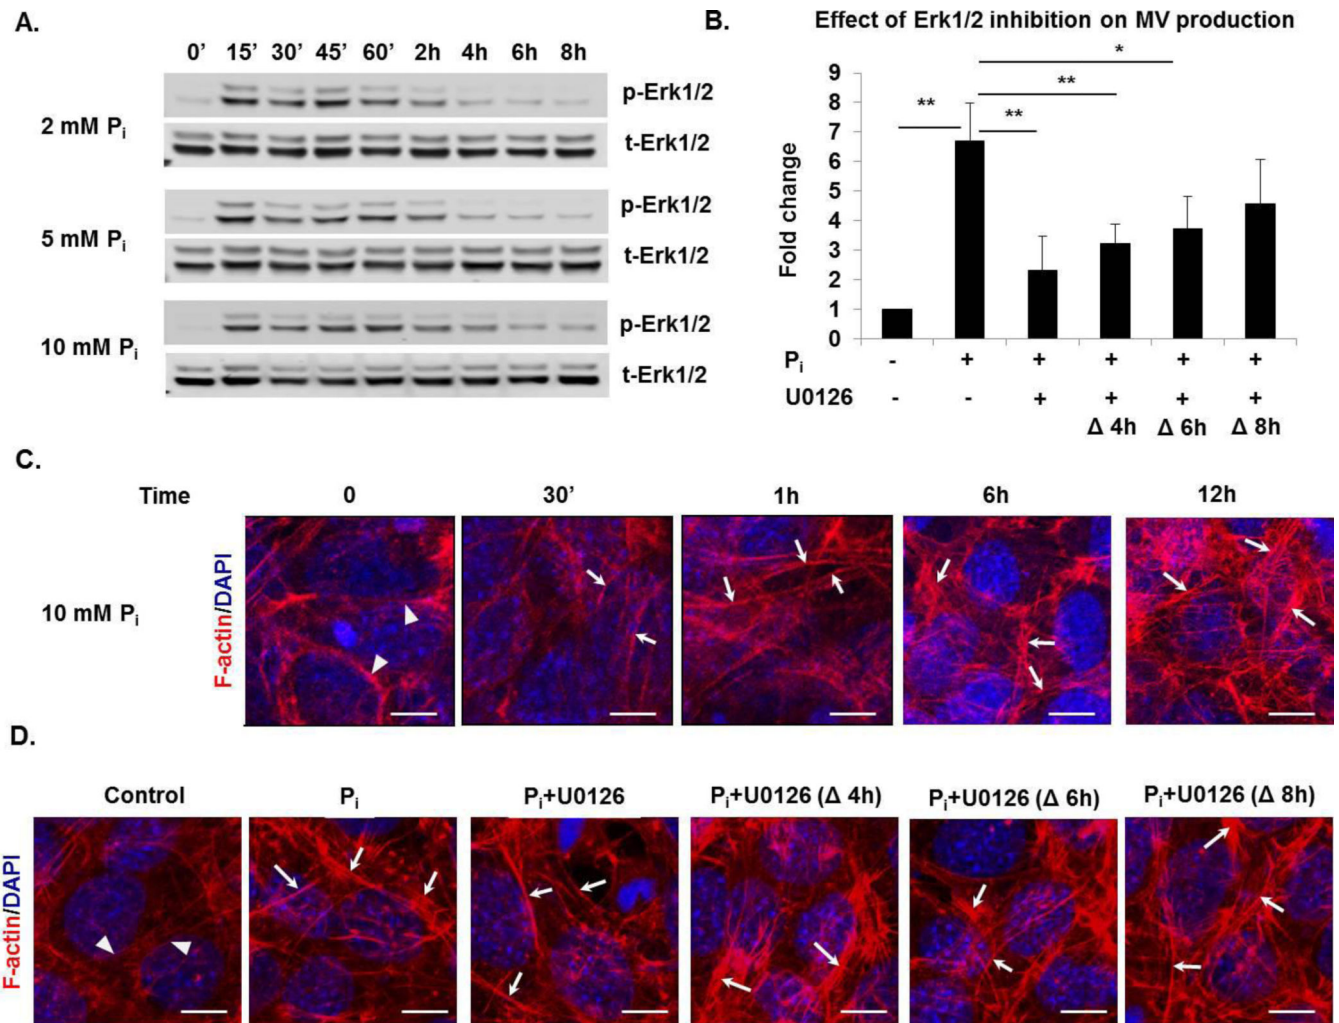 A.
0’ 15’ 30’ 45’ 60’ 2h 4h 6h 8h
2 mM Pi
p-Erk1/2
t-Erk1/2
5 mM Pi
p-Erk1/2
t-Erk1/2
10 mM Pi
p-Erk1/2
t-Erk1/2
B.
Effect of Erk1/2 inhibition on MV production
Fold change
9
8
7
6
5
4
3
2
1
0
**
**
**
*
Pi - + + + + +
U0126 - - + + + +
Δ 4h Δ 6h Δ 8h
C.
Time 0 30’ 1h 6h 12h
10 mM Pi
F-actin/DAPI
D.
Control Pi Pi+U0126 Pi+U0126 (Δ 4h) Pi+U0126 (Δ 6h) Pi+U0126 (Δ 8h)
F-actin/DAPI